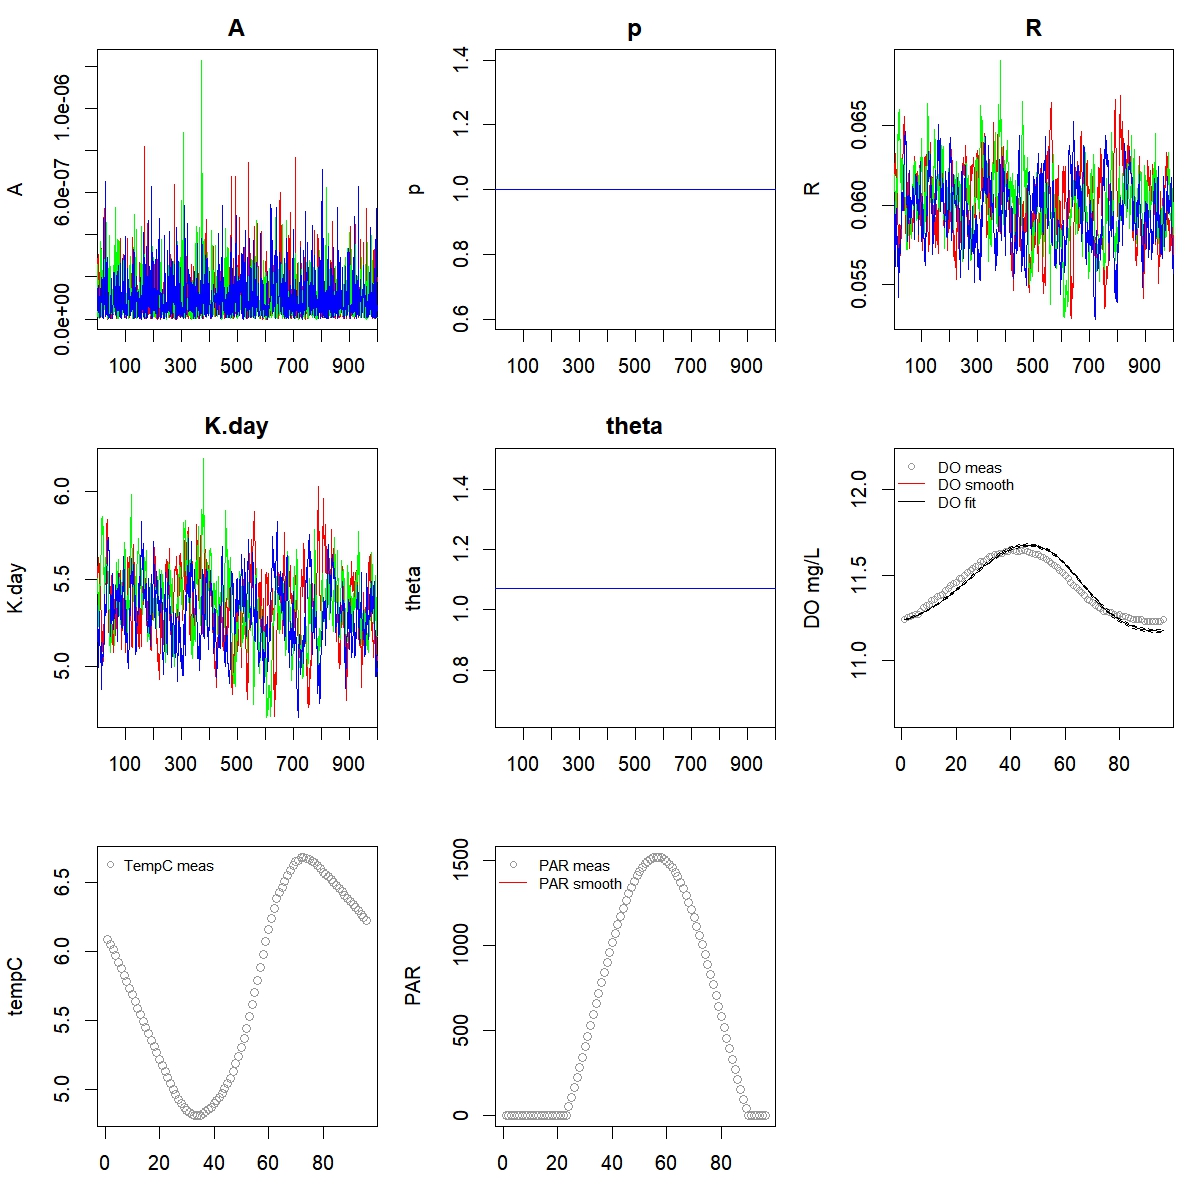 A
A
0.0e+00
6.0e-07
1.0e-06
100 300 500 700 900
p
p
0.6 0.8 1.0 1.2 1.4
100 300 500 700 900
R
R
0.055 0.060 0.065
100 300 500 700 900
K.day
K.day
5.0 5.5 6.0
100 300 500 700 900
theta
theta
0.8 1.0 1.2 1.4
100 300 500 700 900
DO mg/L
11.0 11.5 12.0
DO meas
DO smooth
DO fit
0 20 40 60 80
tempC
5.0 5.5 6.0 6.5
TempC meas
0 20 40 60 80
PAR
0 500 1000 1500
PAR meas
PAR smooth
0 20 40 60 80